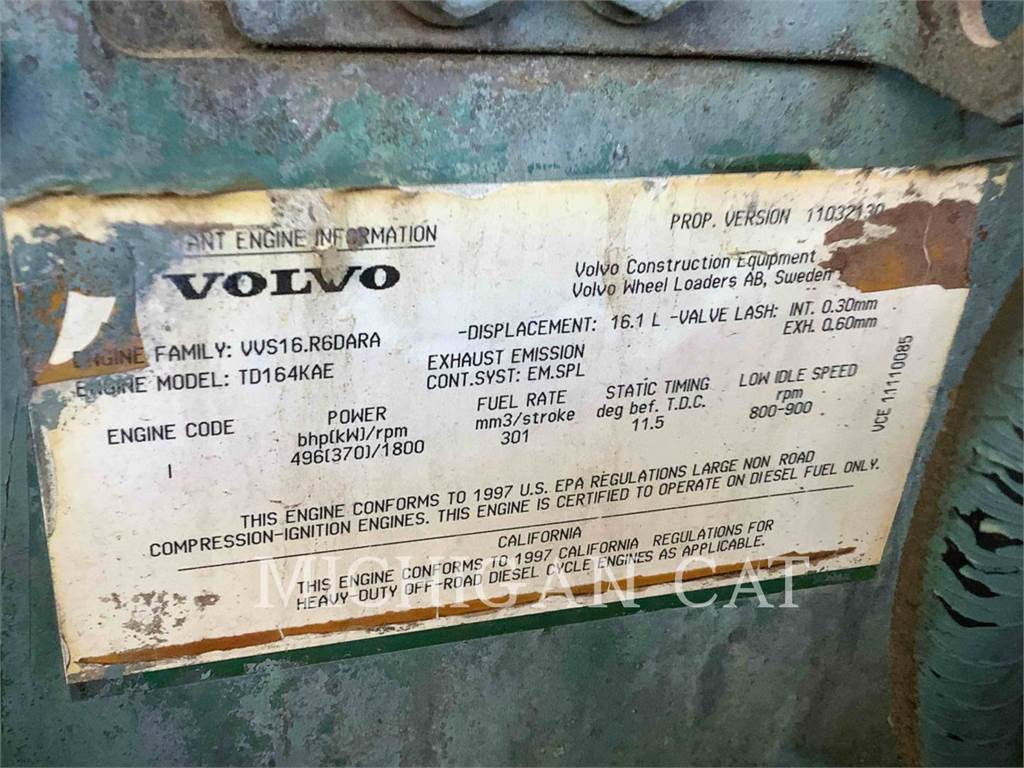 PROP. VERSION 11032130
ANT ENGINE INFORMATION
VOLVO
Volvo Construction Equipment
Volvo Wheel Loaders AB, Sweden
ENGINE FAMILY: VVS16.R6DARA
-DISPLACEMENT: 16.1 L -VALVE LASH: INT. 0.30mm
EXH. 0.60mm
ENGINE MODEL: TD164KAE
EXHAUST EMISSION
CONT.SYST: EM.SPL
ENGINE CODE
I
POWER
bhp(kW)/rpm
496(370)/1800
FUEL RATE
mm3/stroke
301
STATIC TIMING
deg bef. T.D.C.
11.5
LOW IDLE SPEED
rpm
800-900
VCE 11110085
THIS ENGINE CONFORMS TO 1997 U.S. EPA REGULATIONS LARGE NON ROAD
COMPRESSION-IGNITION ENGINES. THIS ENGINE IS CERTIFIED TO OPERATE ON DIESEL FUEL ONLY.
CALIFORNIA
THIS ENGINE CONFORMS TO 1997 CALIFORNIA REGULATIONS FOR
HEAVY-DUTY OFF-ROAD DIESEL CYCLE ENGINES AS APPLICABLE.
MICHIGAN CAT